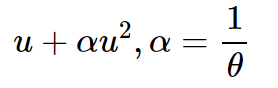 u + αu², α = 1/θ